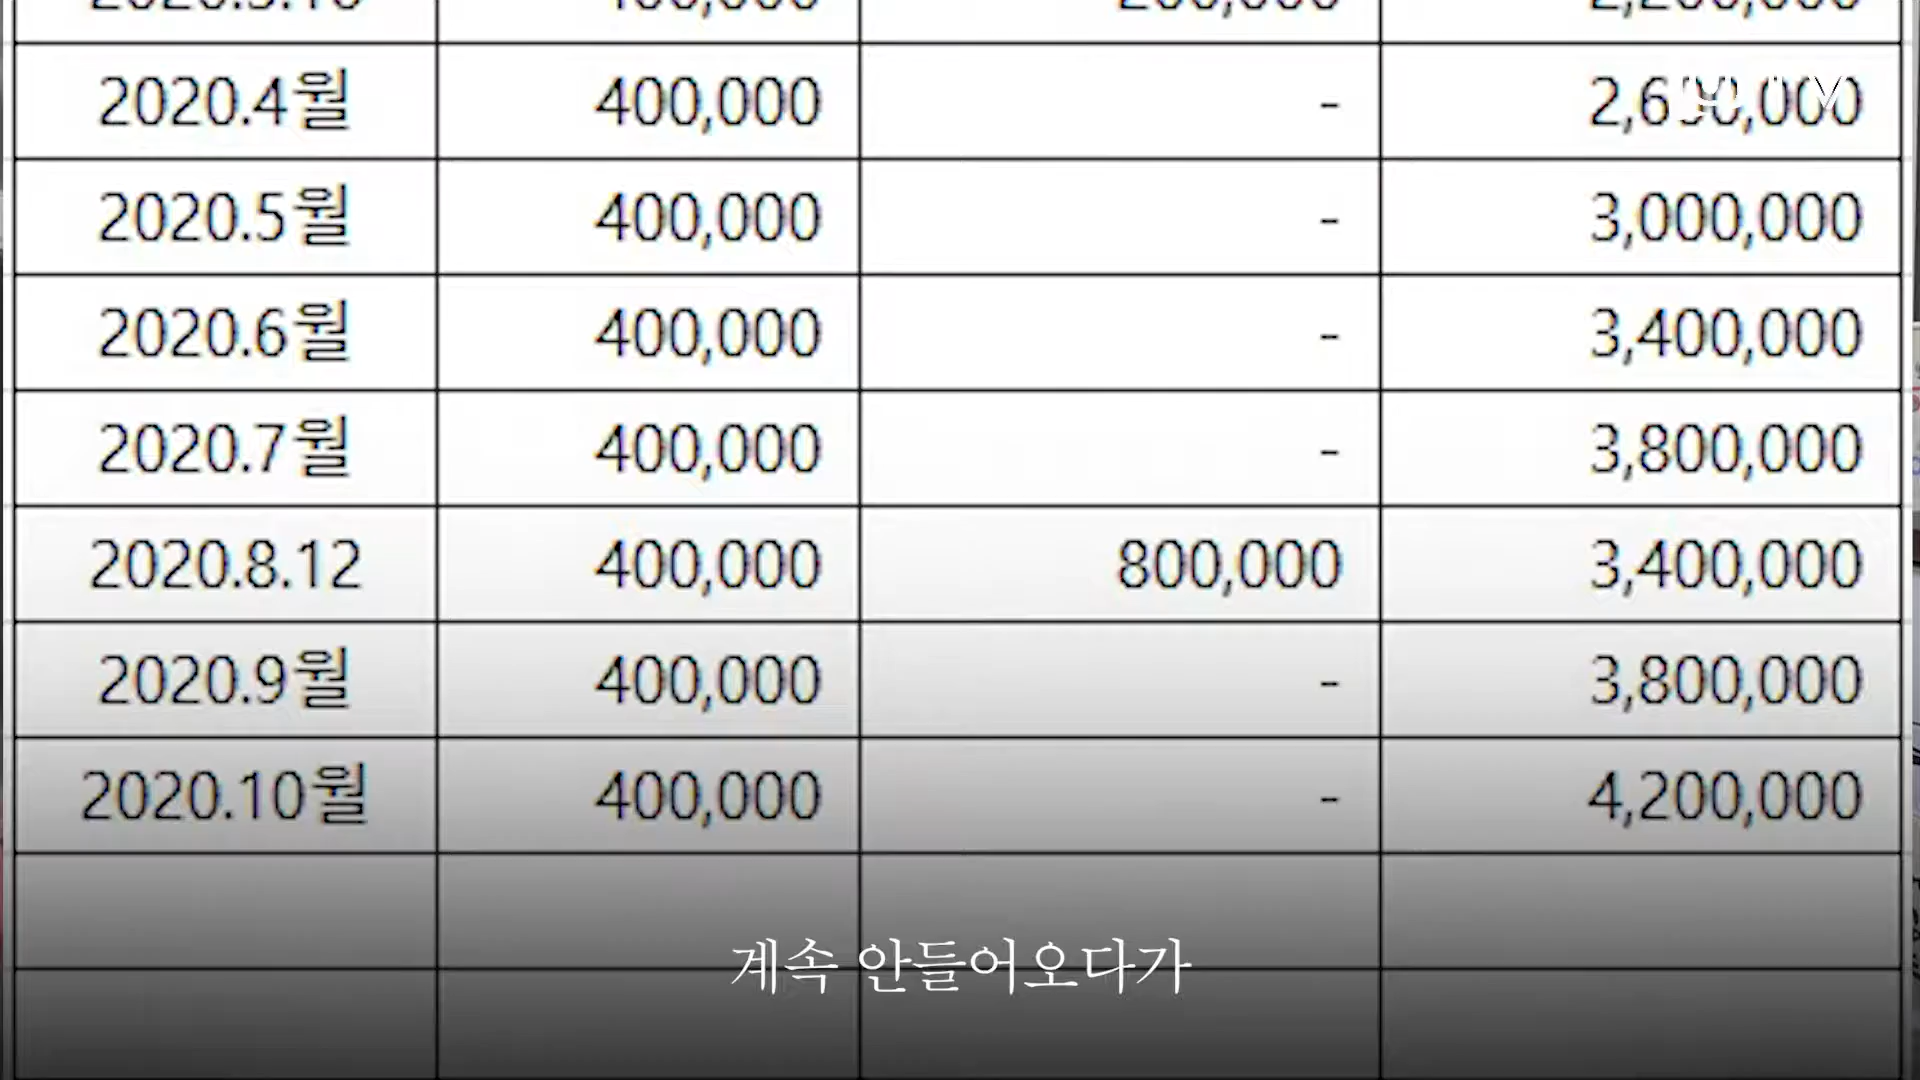 2020.4월 400,000 - 2,600,000
2020.5월 400,000 - 3,000,000
2020.6월 400,000 - 3,400,000
2020.7월 400,000 - 3,800,000
2020.8.12 400,000 800,000 3,400,000
2020.9월 400,000 - 3,800,000
2020.10월 400,000 - 4,200,000
계속 안들어오다가